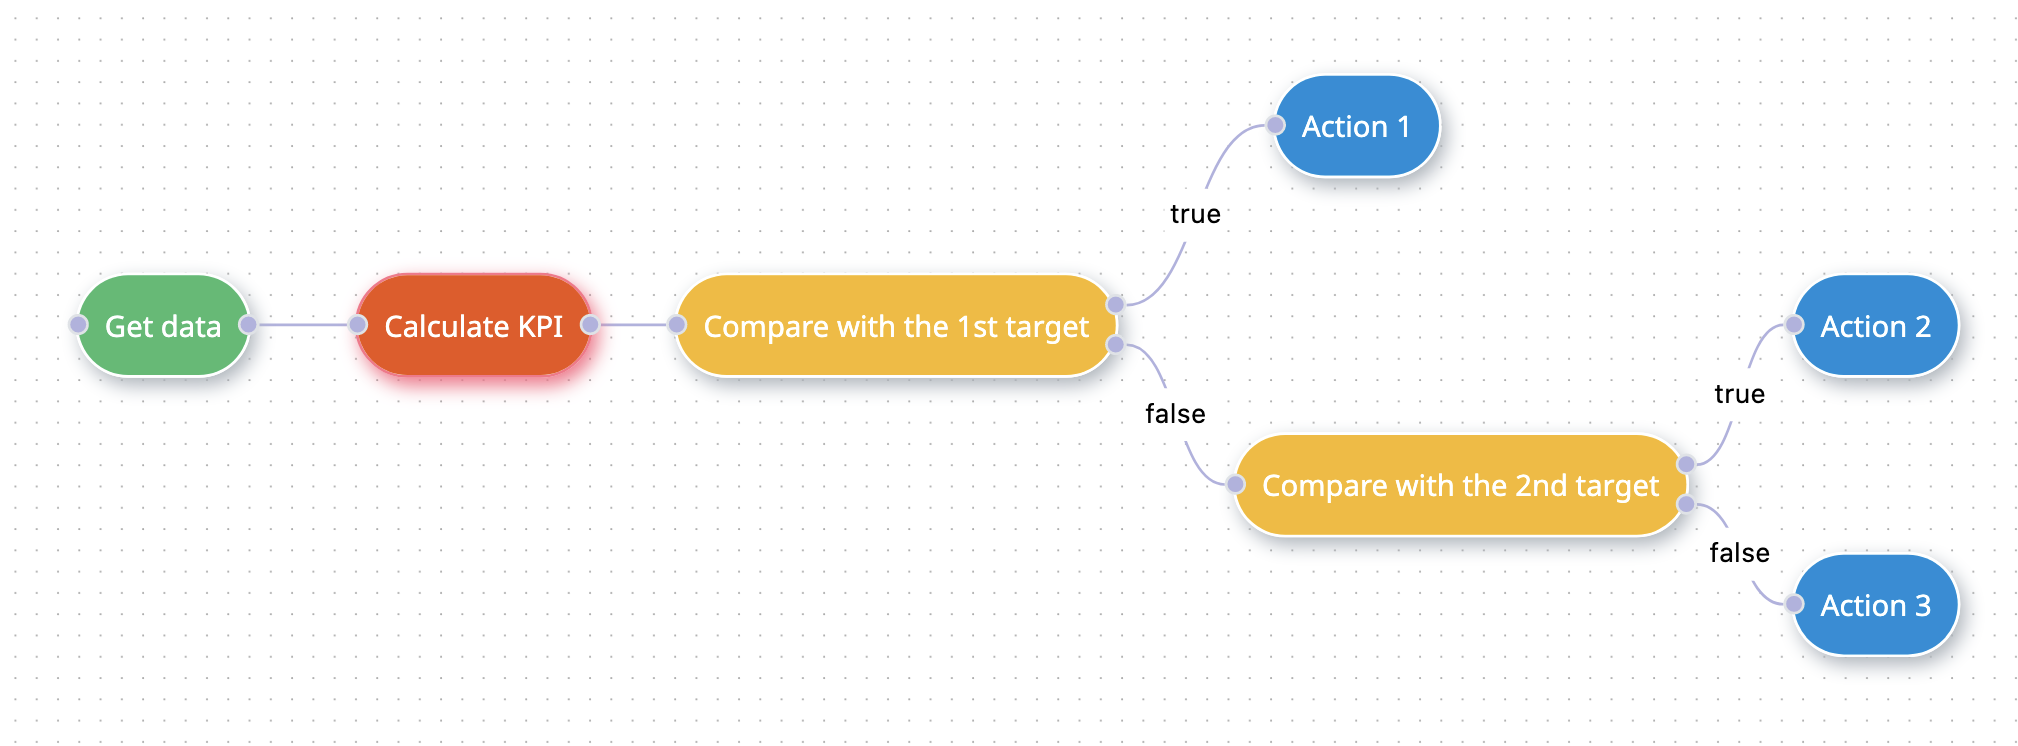 Action 1
true
Get data
Calculate KPI
Compare with the 1st target
Action 2
true
false
Compare with the 2nd target
false
Action 3